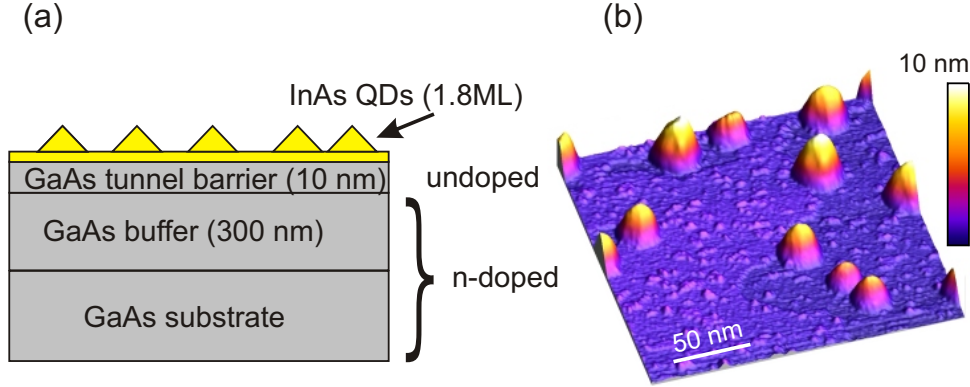 (a)
InAs QDs (1.8ML)
GaAs tunnel barrier (10 nm)
undoped
GaAs buffer (300 nm)
n-doped
GaAs substrate
(b)
10 nm
50 nm
0